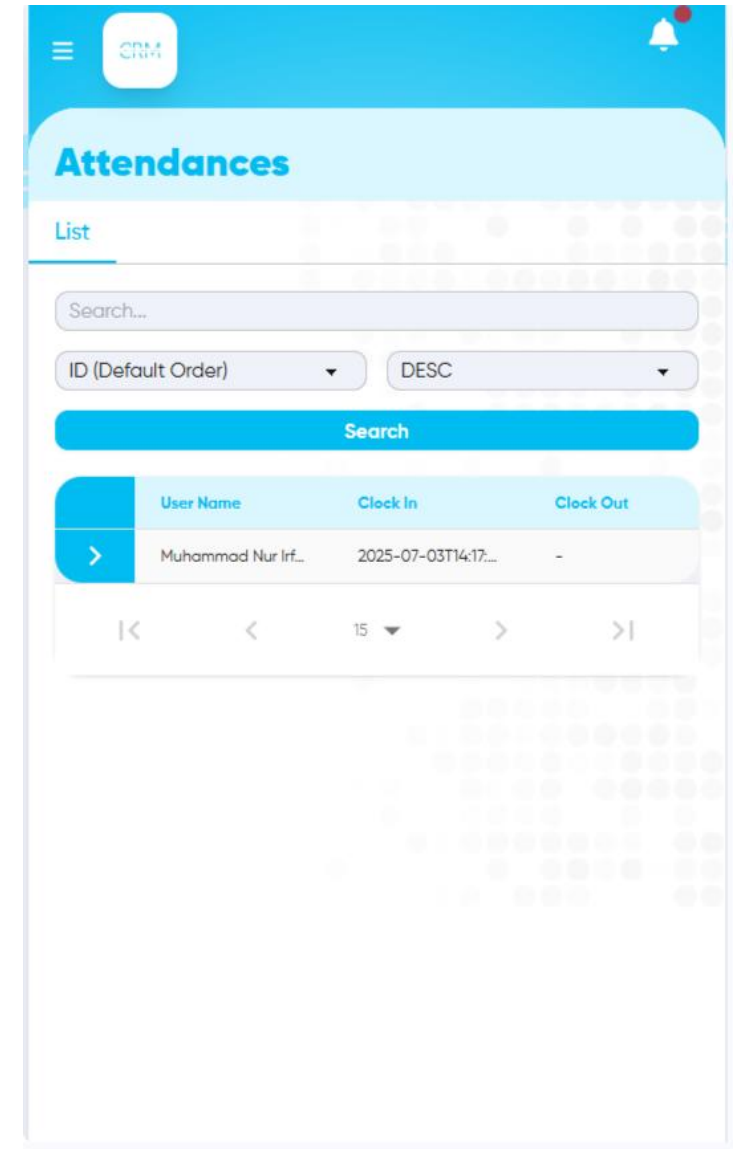 CRM
Attendances
List
Search...
ID (Default Order) DESC
Search
User Name Clock In Clock Out
Muhammad Nur Irf... 2025-07-03T14:17:... -
15